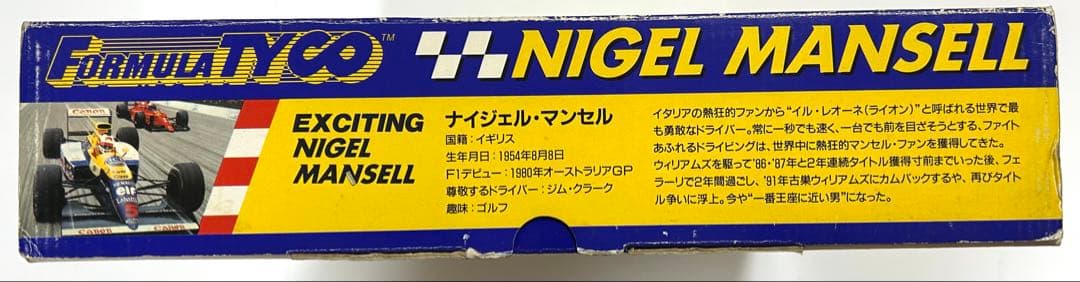 FORMULA TYCO™
NIGEL MANSELL
Canon
elf
Canon
Canon
EXCITING
NIGEL
MANSELL
ナイジェル・マンセル
国籍：イギリス
生年月日：1954年8月8日
F1デビュー：1980年オーストラリアGP
尊敬するドライバー：ジム・クラーク
趣味：ゴルフ
イタリアの熱狂的ファンから“イル・レオーネ(ライオン)”と呼ばれる世界で最
も勇敢なドライバー。常に一秒でも速く、一台でも前を目ざそうとする、ファイト
あふれるドライビングは、世界中に熱狂的マンセル・ファンを獲得してきた。
ウィリアムズを駆って'86・'87年と2年連続タイトル獲得寸前までいった後、フェ
ラーリで2年間過ごし、'91年古巣ウィリアムズにカムバックするや、再びタイト
ル争いに浮上。今や“一番王座に近い男”になった。